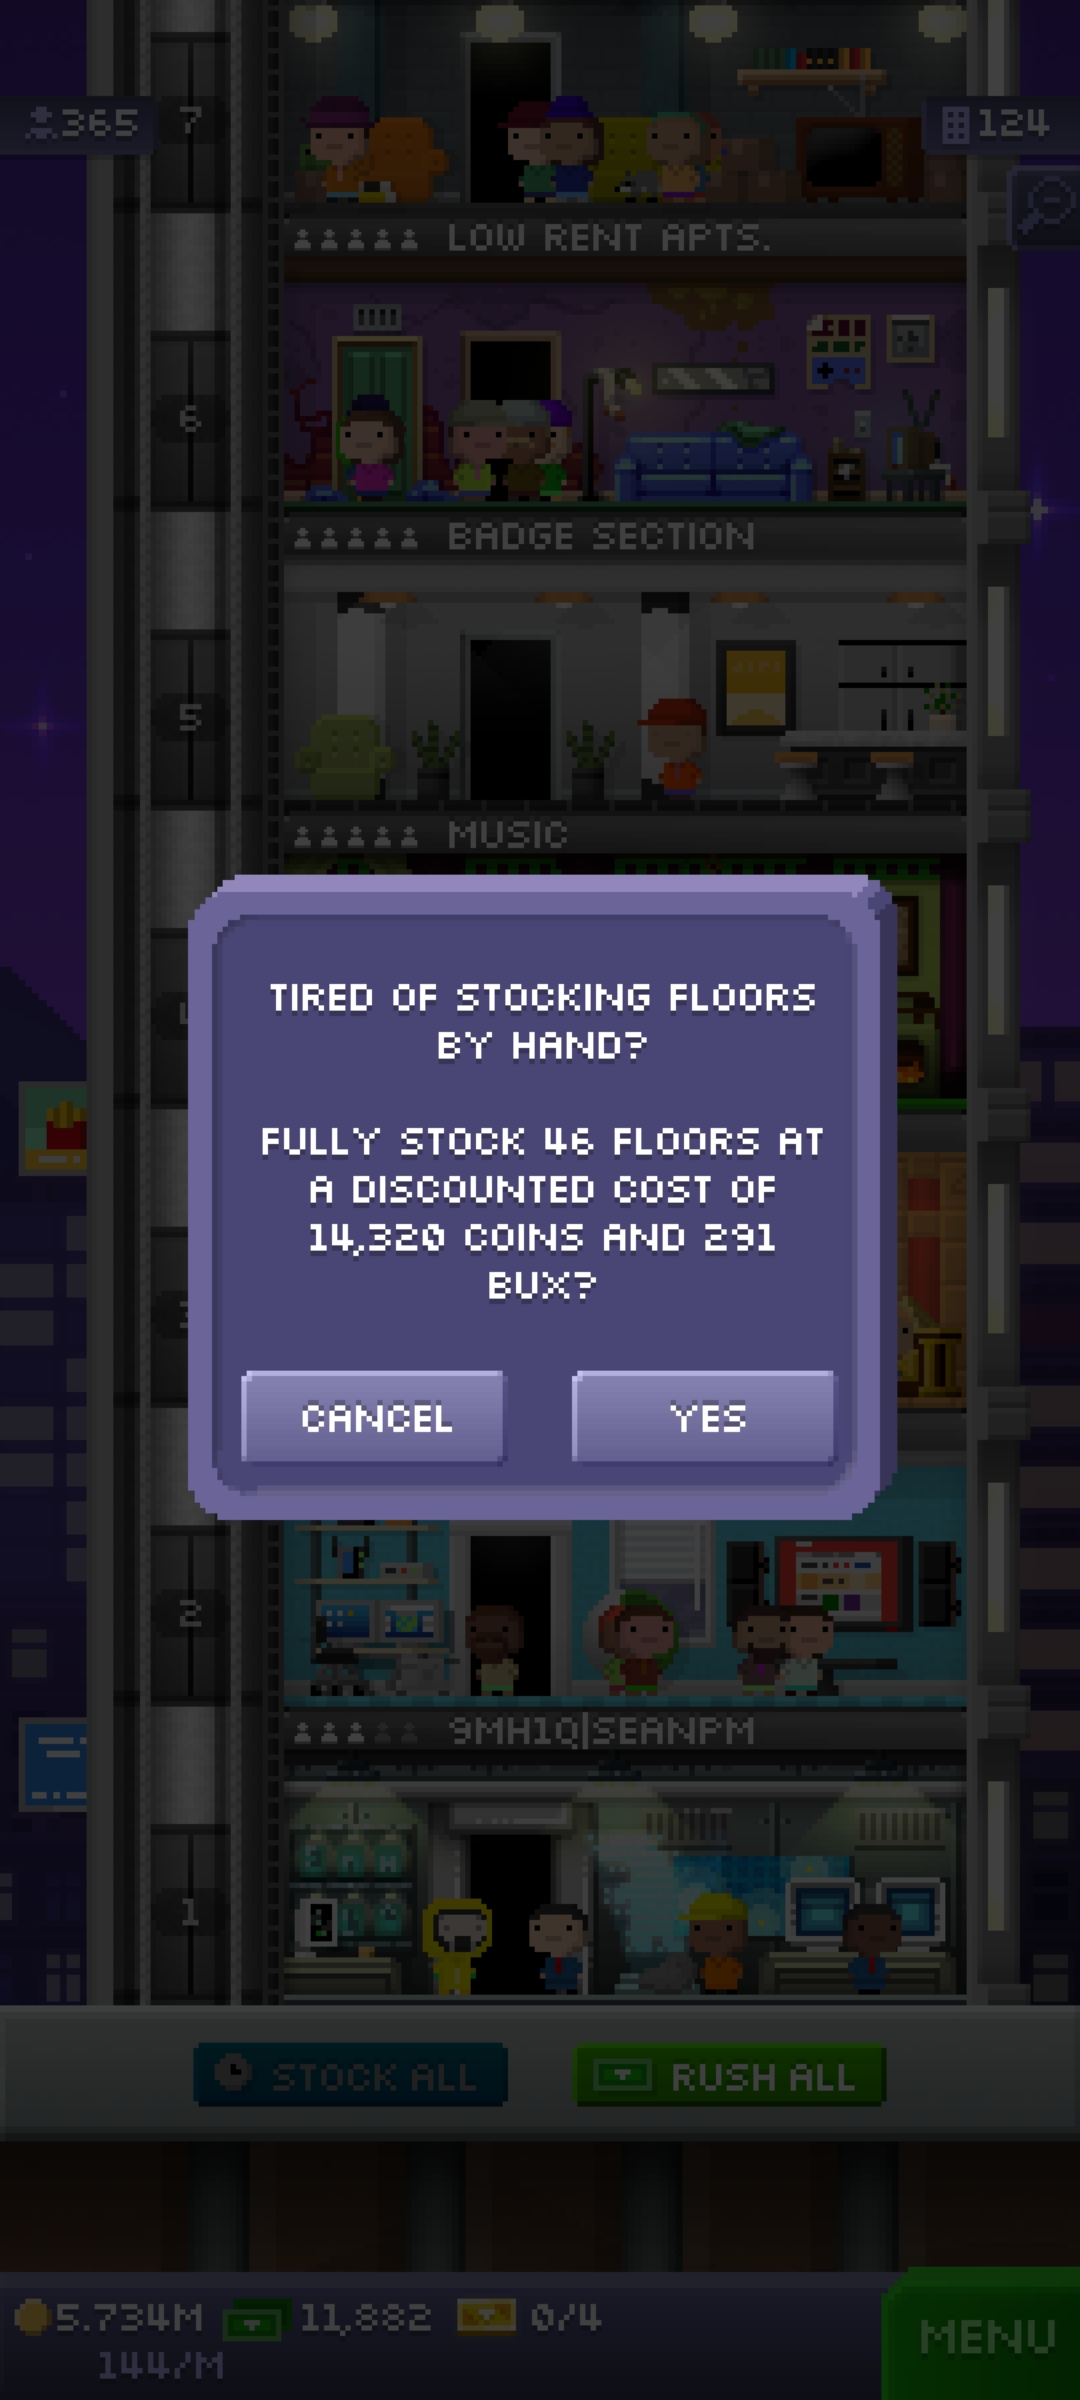 365
7
124
LOW RENT APTS.
6
BADGE SECTION
5
MUSIC
TIRED OF STOCKING FLOORS
BY HAND?
FULLY STOCK 46 FLOORS AT
A DISCOUNTED COST OF
14,320 COINS AND 291
BUX?
CANCEL
YES
2
9MH1Q|SEANPM
1
STOCK ALL
RUSH ALL
5.734M
11,882
0/4
144/M
MENU